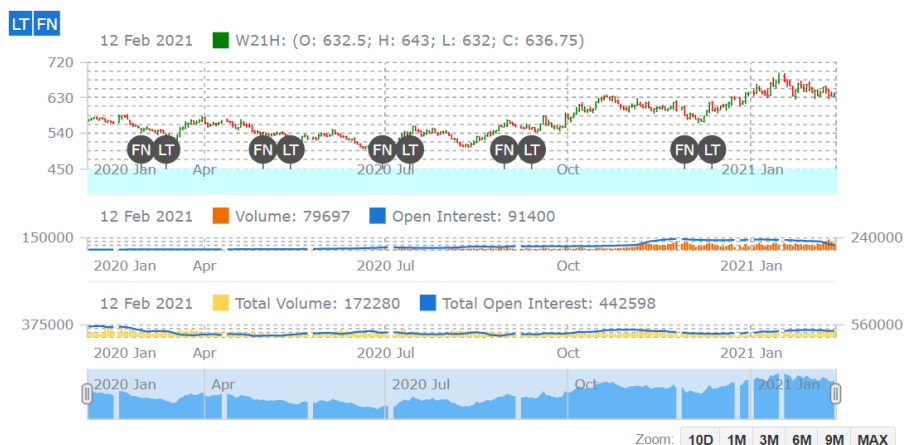 LT FN
12 Feb 2021 W21H: (O: 632.5; H: 643; L: 632; C: 636.75)
720
630
540
450
FN LT FN LT FN LT FN LT FN LT
2020 Jan Apr 2020 Jul Oct 2021 Jan
12 Feb 2021 Volume: 79697 Open Interest: 91400
150000 240000
2020 Jan Apr 2020 Jul Oct 2021 Jan
12 Feb 2021 Total Volume: 172280 Total Open Interest: 442598
375000 560000
2020 Jan Apr 2020 Jul Oct 2021 Jan
2020 Jan Apr 2020 Jul Oct 2021 Jan
Zoom: 10D 1M 3M 6M 9M MAX